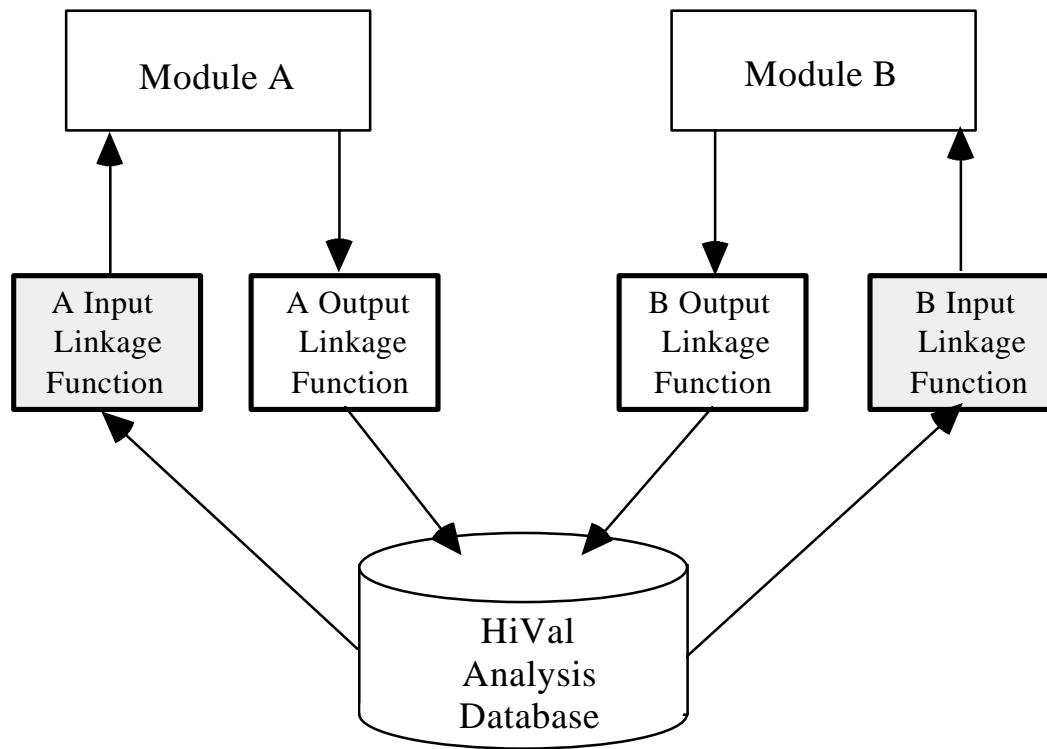 Module A
Module B
A Input
Linkage
Function
A Output
Linkage
Function
B Output
Linkage
Function
B Input
Linkage
Function
HiVal
Analysis
Database